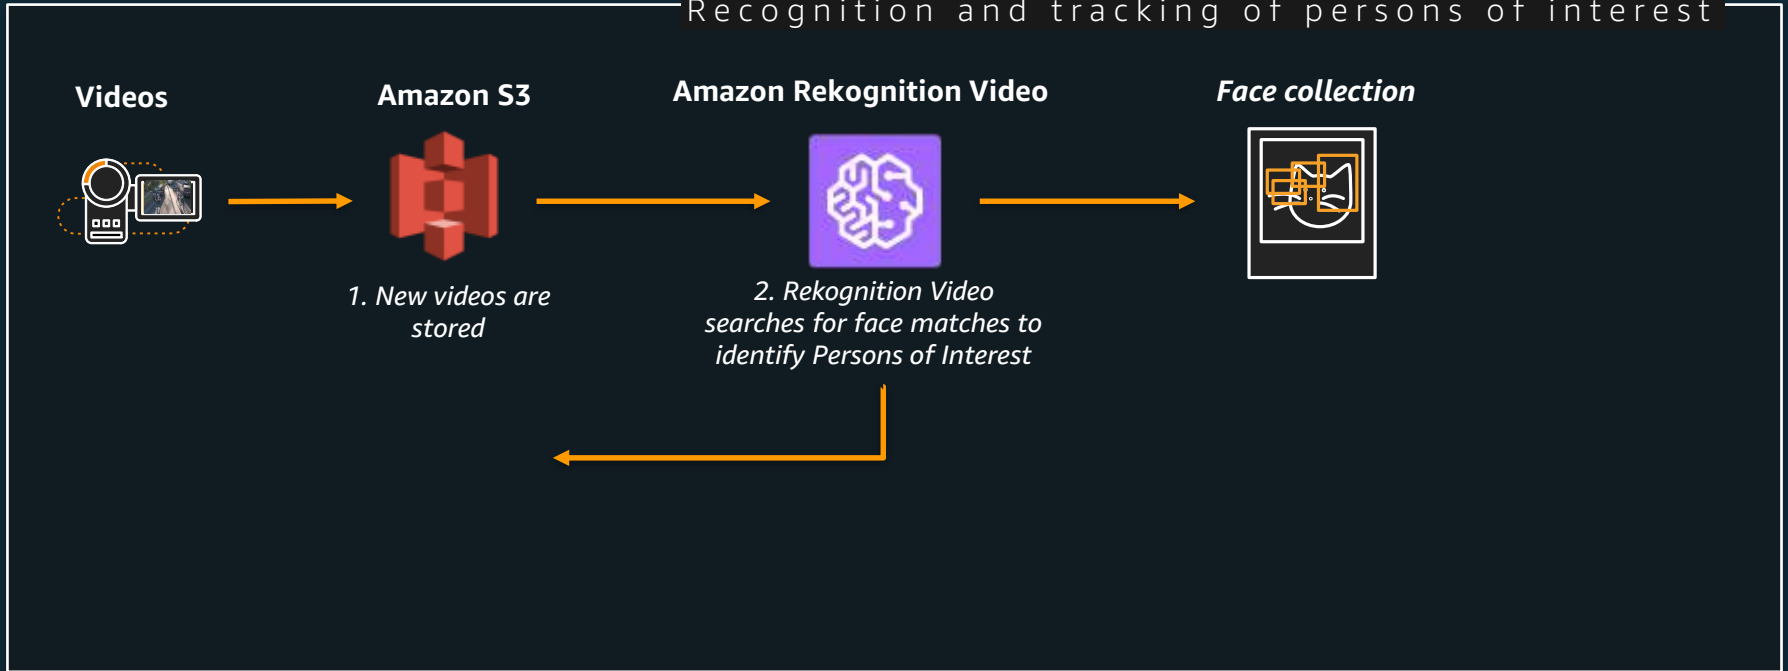 Recognition and tracking of persons of interest
Videos
Amazon S3
Amazon Rekognition Video
Face collection
1. New videos are
stored
2. Rekognition Video
searches for face matches to
identify Persons of Interest